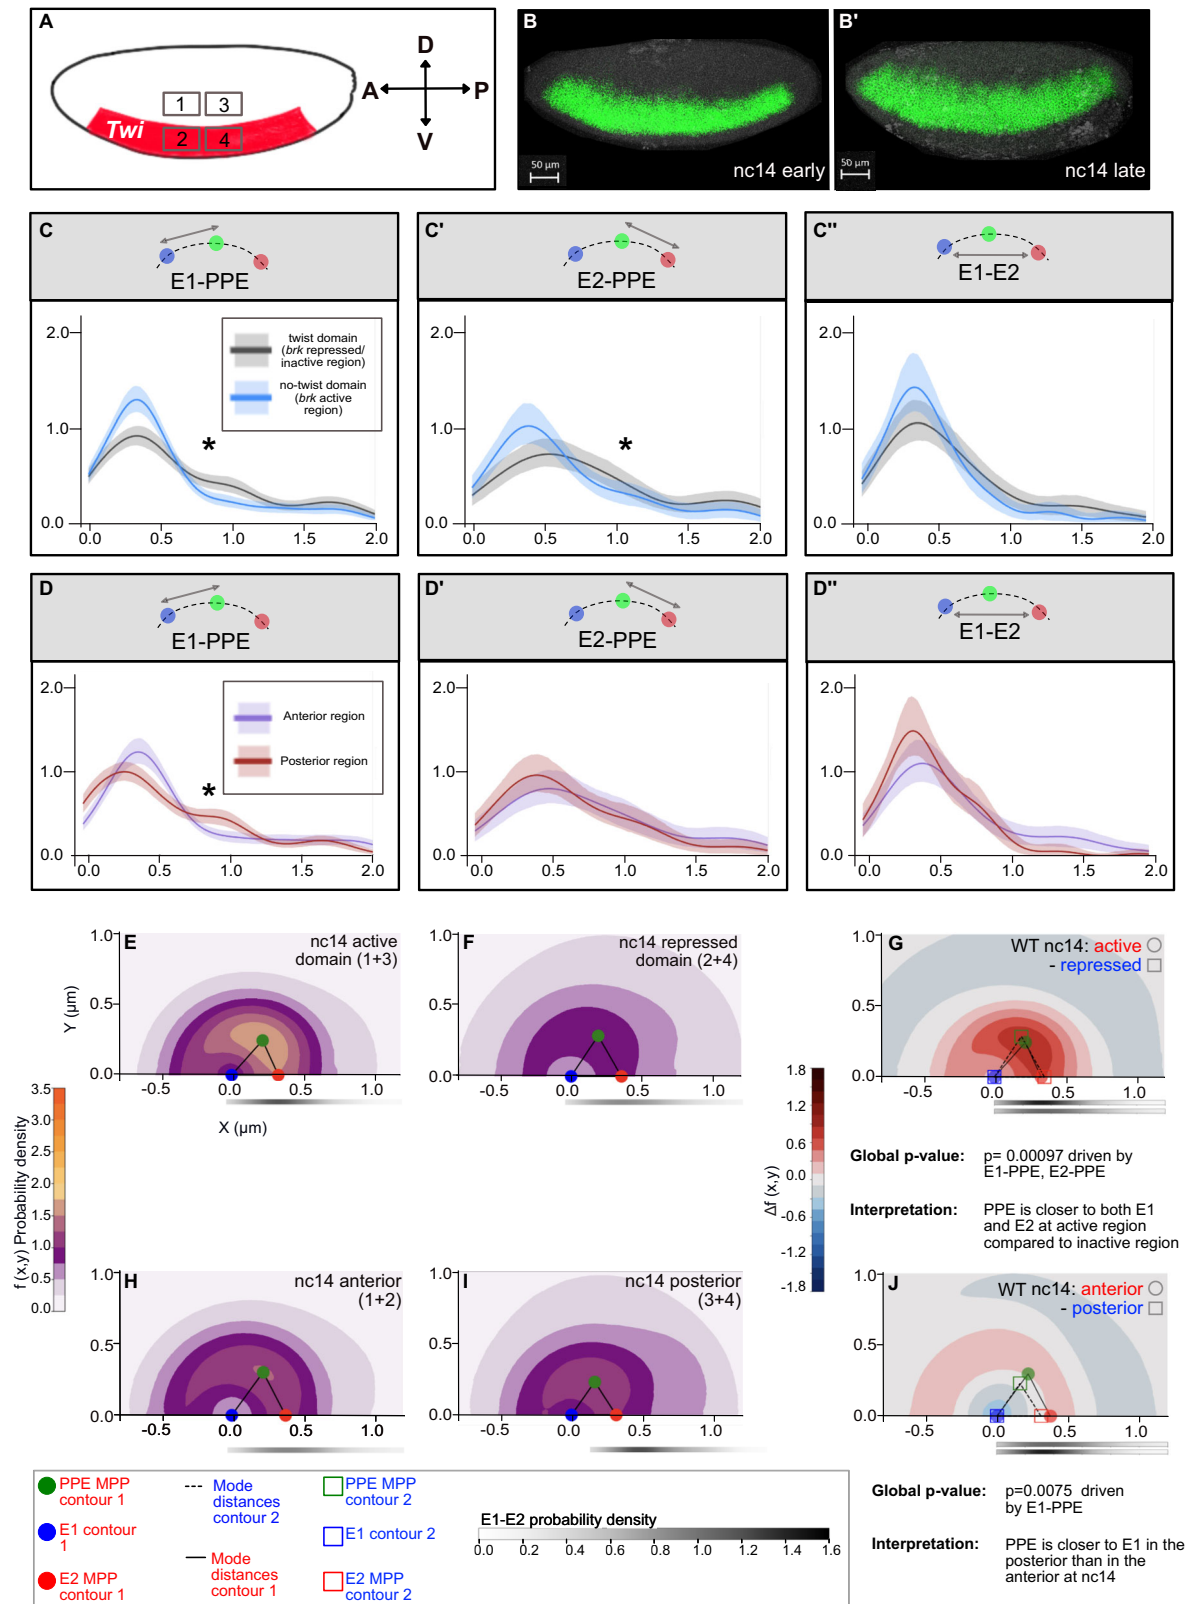 A
D
A
P
V
1
3
Twi
2
4
B
50 µm
nc14 early
B'
50 µm
nc14 late
C
E1-PPE
C'
E2-PPE
C''
E1-E2
2.0
1.0
0.0
0.0 0.5 1.0 1.5 2.0
twist domain
(brk repressed/
inactive region)
no-twist domain
(brk active
region)
*
2.0
1.0
0.0
0.0 0.5 1.0 1.5 2.0
*
2.0
1.0
0.0
0.0 0.5 1.0 1.5 2.0
D
E1-PPE
D'
E2-PPE
D''
E1-E2
2.0
1.0
0.0
0.0 0.5 1.0 1.5 2.0
Anterior region
Posterior region
*
2.0
1.0
0.0
0.0 0.5 1.0 1.5 2.0
2.0
1.0
0.0
0.0 0.5 1.0 1.5 2.0
E
nc14 active
domain (1+3)
1.0
0.5
0.0
-0.5 0.0 0.5 1.0
Y (µm)
X (µm)
F
nc14 repressed
domain (2+4)
1.0
0.5
0.0
-0.5 0.0 0.5 1.0
G
WT nc14: active
- repressed
1.0
0.5
0.0
-0.5 0.0 0.5 1.0
f (x,y) Probability density
3.5
3.0
2.5
2.0
1.5
1.0
0.5
0.0
Δf (x,y)
1.8
1.2
0.6
0.0
-0.6
-1.2
-1.8
Global p-value: p= 0.00097 driven by
E1-PPE, E2-PPE
Interpretation: PPE is closer to both E1
and E2 at active region
compared to inactive region
H
nc14 anterior
(1+2)
1.0
0.5
0.0
-0.5 0.0 0.5 1.0
I
nc14 posterior
(3+4)
1.0
0.5
0.0
-0.5 0.0 0.5 1.0
J
WT nc14: anterior
- posterior
1.0
0.5
0.0
-0.5 0.0 0.5 1.0
PPE MPP
contour 1
E1 contour
1
E2 MPP
contour 1
Mode
distances
contour 2
Mode
distances
contour 1
PPE MPP
contour 2
E1 contour 2
E2 MPP
contour 2
E1-E2 probability density
0.0 0.2 0.4 0.6 0.8 1.0 1.2 1.4 1.6
Global p-value: p=0.0075 driven
by E1-PPE
Interpretation: PPE is closer to E1 in the
posterior than in the
anterior at nc14